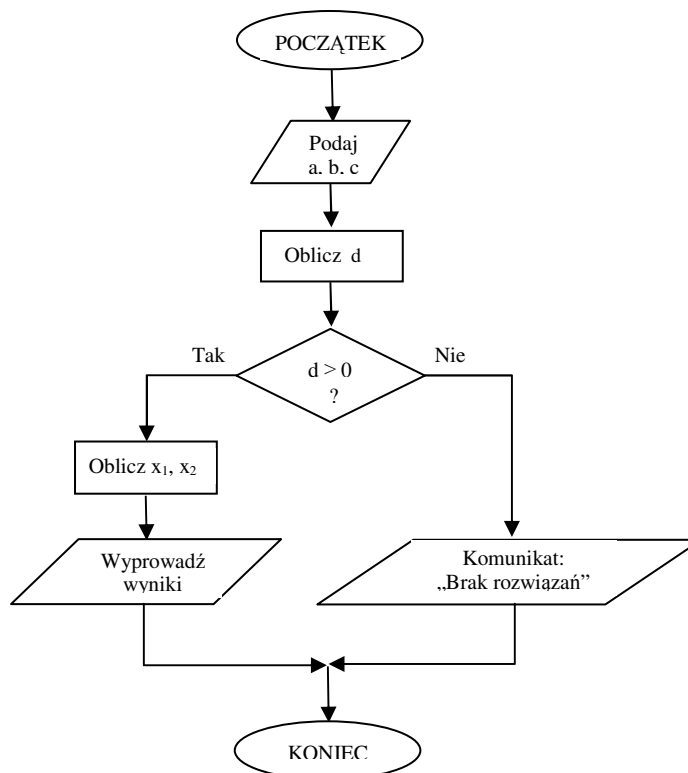 POCZĄTEK
Podaj
a, b, c
Oblicz d
Tak
Nie
d > 0
?
Oblicz x₁, x₂
Wyprowadź
wyniki
Komunikat:
„Brak rozwiązań”
KONIEC